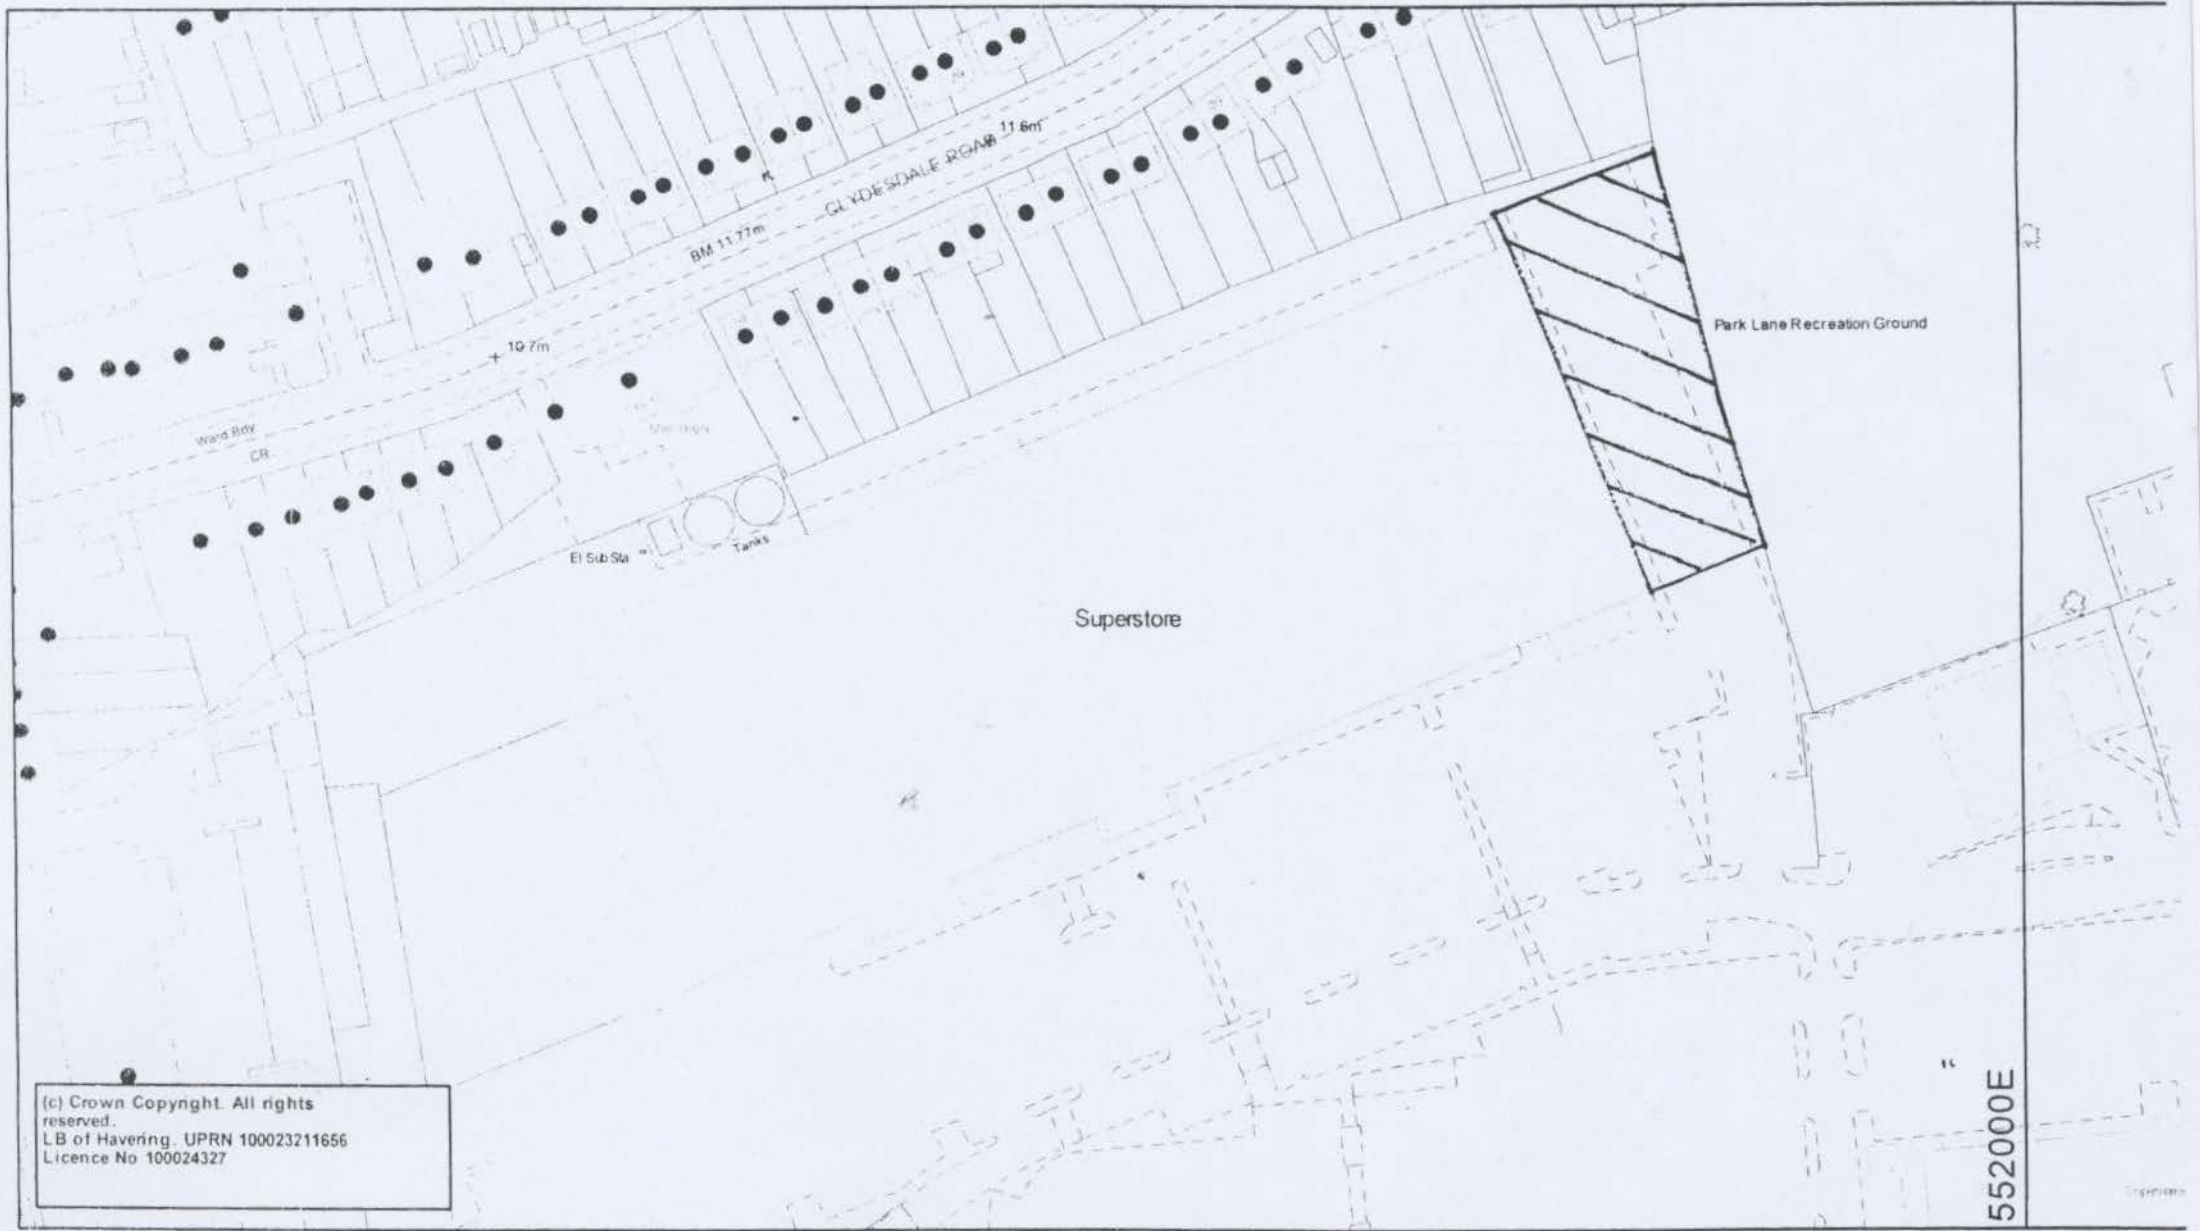 11.6m
CLYDESDALE ROAD
BM 11.77m
10.7m
Park Lane Recreation Ground
Ward Bdy
CR
El Sub Sta
Tanks
Superstore
(c) Crown Copyright. All rights
reserved.
LB of Havering. UPRN 100023211656
Licence No 100024327
552000E
Superstore